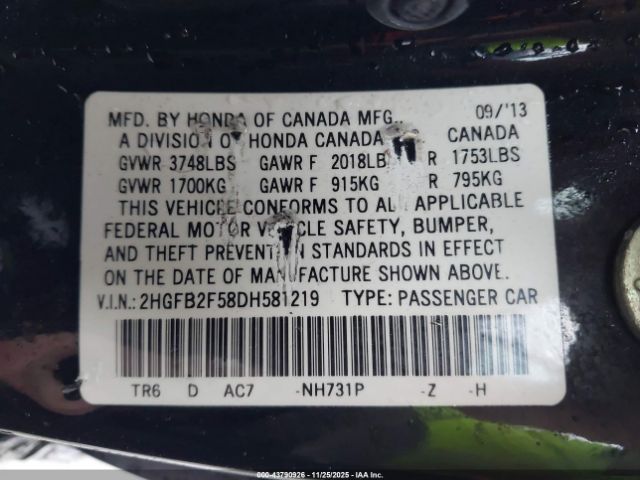 MFD. BY HONDA OF CANADA MFG., 09/'13
A DIVISION OF HONDA CANADA CANADA
GVWR 3748LBS GAWR F 2018LB R 1753LBS
GVWR 1700KG GAWR F 915KG R 795KG
THIS VEHICLE CONFORMS TO ALL APPLICABLE
FEDERAL MOTOR VEHICLE SAFETY, BUMPER,
AND THEFT PREVENTION STANDARDS IN EFFECT
ON THE DATE OF MANUFACTURE SHOWN ABOVE.
V.I.N.: 2HGFB2F58DH581219 TYPE: PASSENGER CAR
TR6 D AC7 -NH731P -Z -H
000-43790926 - 11/25/2025 - IAA Inc.